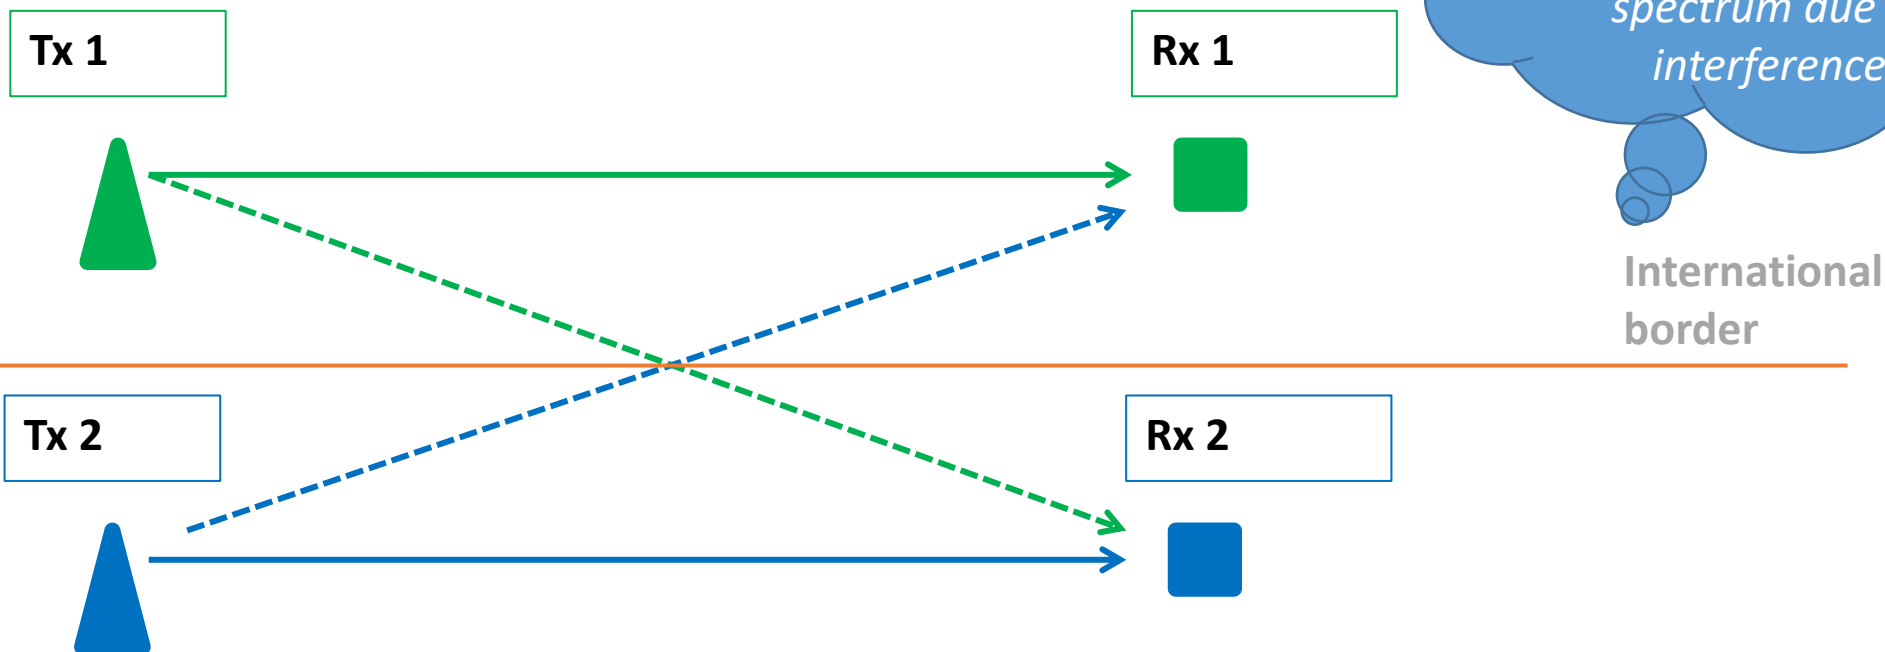 Tx 1
Rx 1
spectrum due
interference
International
border
Tx 2
Rx 2